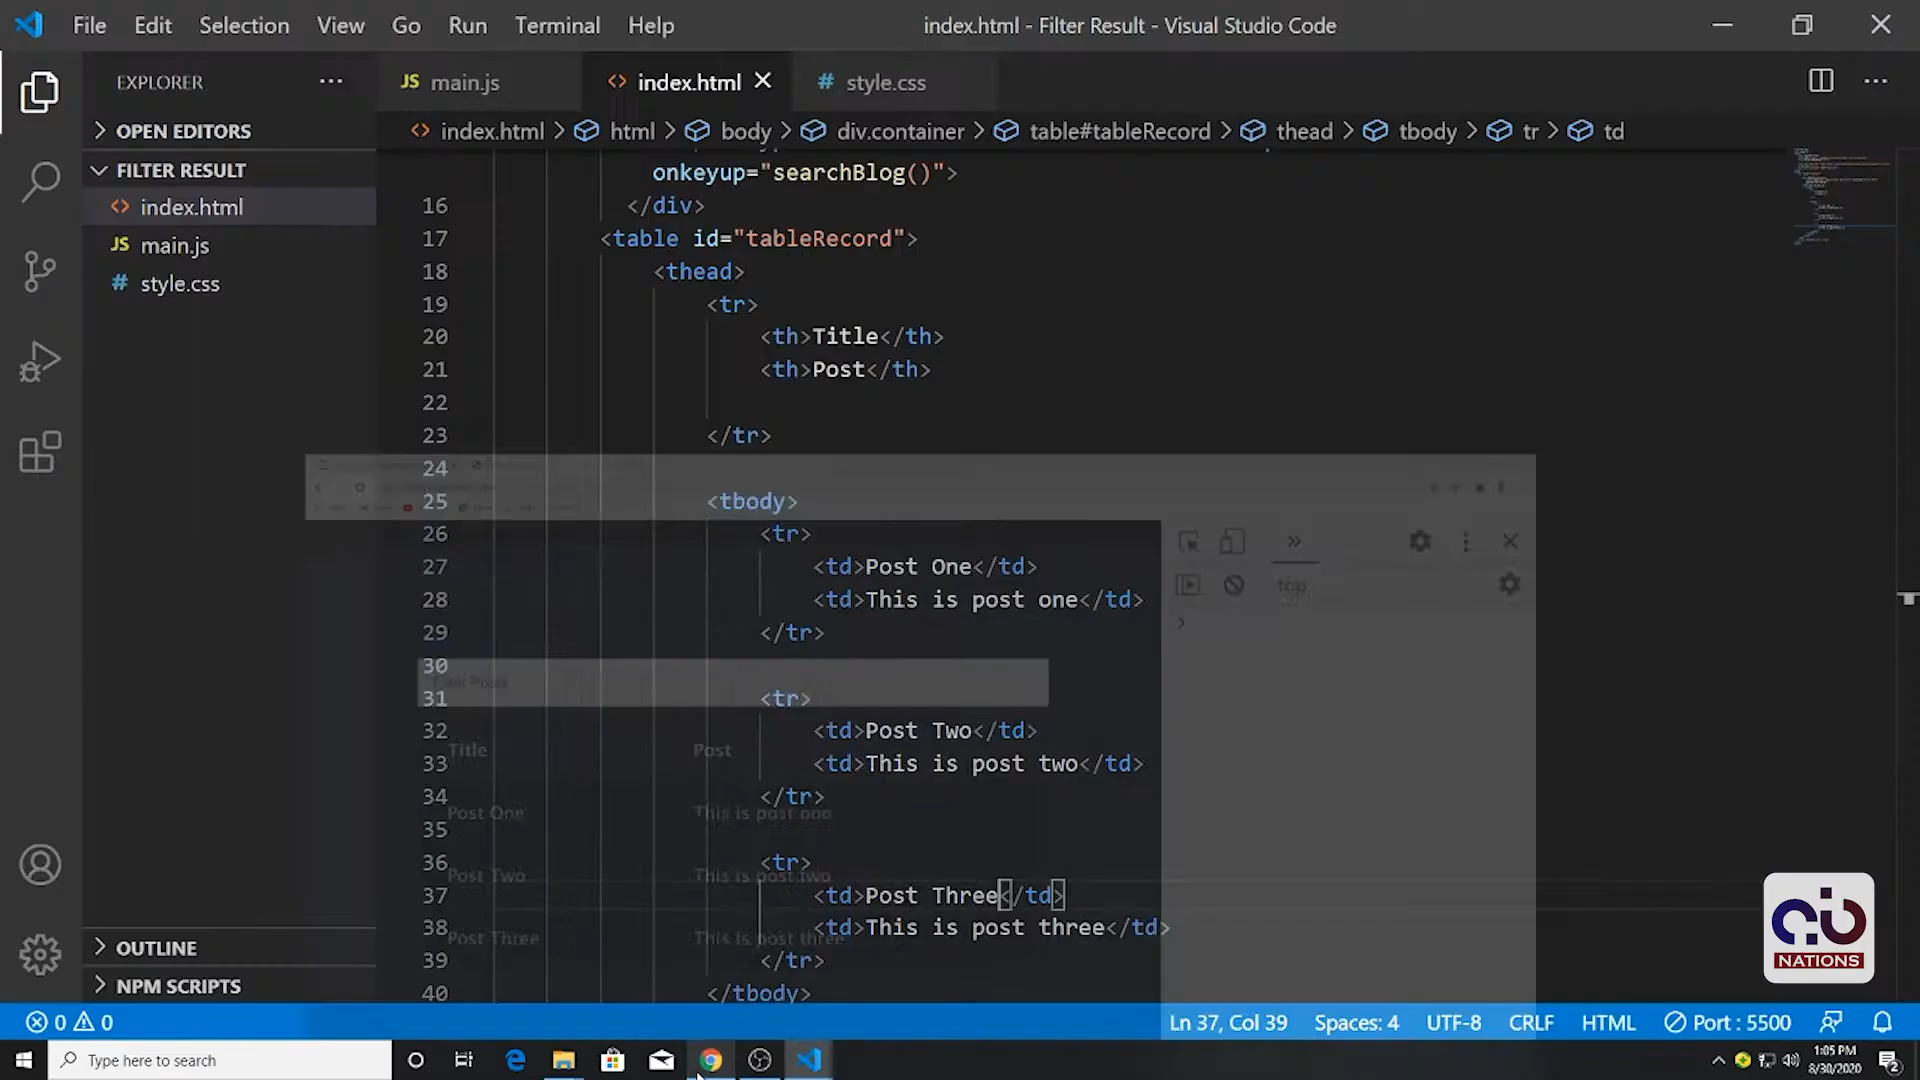 File Edit Selection View Go Run Terminal Help
index.html - Filter Result - Visual Studio Code
EXPLORER
OPEN EDITORS
FILTER RESULT
<> index.html
JS main.js
# style.css
OUTLINE
NPM SCRIPTS
JS main.js <> index.html # style.css
<> index.html > html > body > div.container > table#tableRecord > thead > tbody > tr > td
onkeyup="searchBlog()">
16 </div>
17 <table id="tableRecord">
18 <thead>
19 <tr>
20 <th>Title</th>
21 <th>Post</th>
22
23 </tr>
24
25 <tbody>
26 <tr>
27 <td>Post One</td>
28 <td>This is post one</td>
29 </tr>
30
31 <tr>
32 <td>Post Two</td>
33 <td>This is post two</td>
34 </tr>
35
36 <tr>
37 <td>Post Three</td>
38 <td>This is post three</td>
39 </tr>
40 </tbody>
top
Title Post
Post One This is post one
Post Two This is post two
Post Three This is post three
NATIONS
0 0
Ln 37, Col 39 Spaces: 4 UTF-8 CRLF HTML Port : 5500
Type here to search
1:05 PM
8/30/2020
2